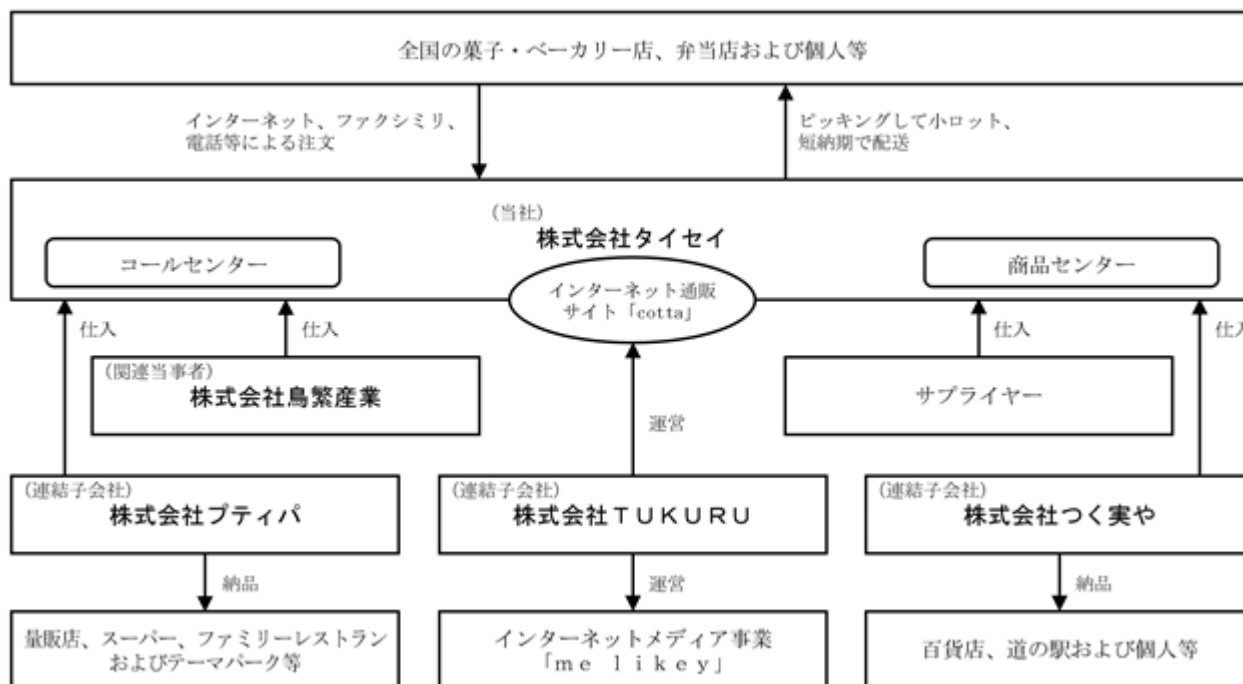 全国の菓子・ベーカリー店、弁当店および個人等
インターネット、ファクシミリ、
電話等による注文
ピッキングして小ロット、
短納期で配送
(当社)
株式会社タイセイ
コールセンター
商品センター
インターネット通販
サイト「cotta」
仕入
仕入
仕入
仕入
(関連当事者)
株式会社鳥繁産業
サプライヤー
運営
(連結子会社)
株式会社プティパ
(連結子会社)
株式会社TUKURU
(連結子会社)
株式会社つく実や
納品
運営
納品
量販店、スーパー、ファミリーレストラン
およびテーマパーク等
インターネットメディア事業
「me likey」
百貨店、道の駅および個人等